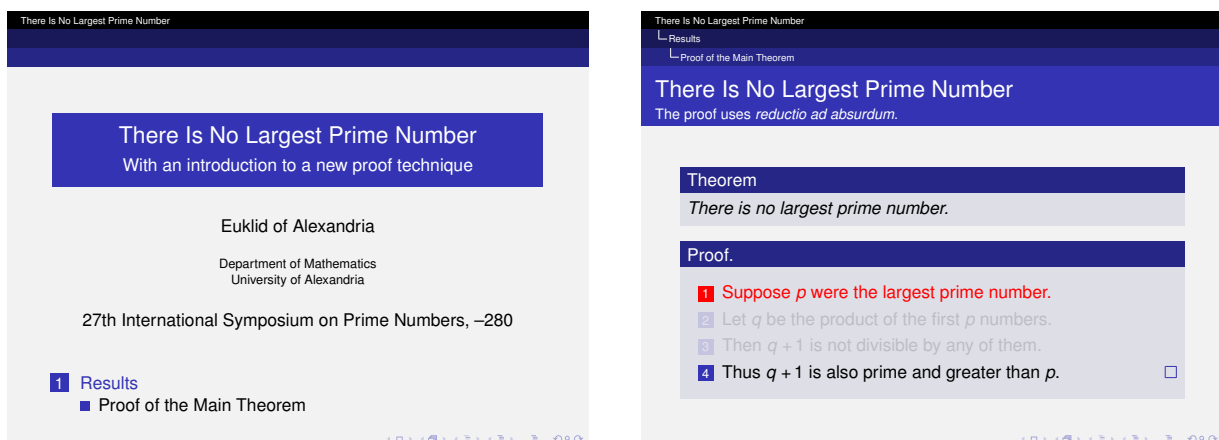 There Is No Largest Prime Number
There Is No Largest Prime Number
With an introduction to a new proof technique
Euklid of Alexandria
Department of Mathematics
University of Alexandria
27th International Symposium on Prime Numbers, –280
1 Results
Proof of the Main Theorem
There Is No Largest Prime Number
Results
Proof of the Main Theorem
There Is No Largest Prime Number
The proof uses reductio ad absurdum.
Theorem
There is no largest prime number.
Proof.
1 Suppose p were the largest prime number.
2 Let q be the product of the first p numbers.
3 Then q + 1 is not divisible by any of them.
4 Thus q + 1 is also prime and greater than p.